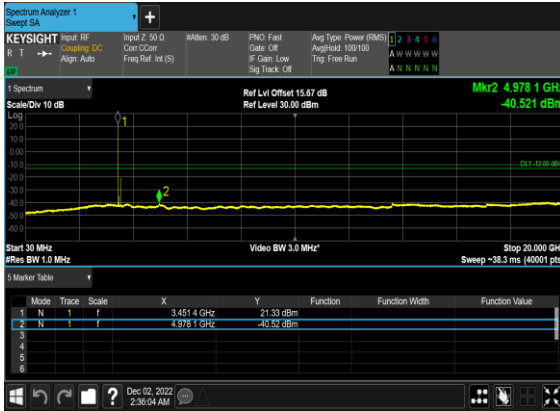 Spectrum Analyzer 1
Swept SA
KEYSIGHT
R T
LV
Input: RF
Coupling: DC
Align: Auto
Input Z: 50 Ω
Corr CCorr
Freq Ref: Int (S)
#Atten: 30 dB
PNO: Fast
Gate: Off
IF Gain: Low
Sig Track: Off
Avg Type: Power (RMS)
Avg|Hold: 100/100
Trig: Free Run
1 2 3 4 5 6
A W W W W W
A N N N N N
1 Spectrum
Scale/Div 10 dB
Ref Lvl Offset 15.67 dB
Ref Level 30.00 dBm
Mkr2 4.978 1 GHz
-40.521 dBm
Log
20.0
10.0
0.00
-10.0
-20.0
-30.0
-40.0
-50.0
-60.0
1
2
DL1 -13.00 dBm
Start 30 MHz
Video BW 3.0 MHz*
Stop 20.000 GH
#Res BW 1.0 MHz
Sweep ~38.3 ms (40001 pts
5 Marker Table
Mode Trace Scale X Y Function Function Width Function Value
1 N 1 f 3.451 4 GHz 21.33 dBm
2 N 1 f 4.978 1 GHz -40.52 dBm
3
4
5
6
?
Dec 02, 2022
2:36:04 AM